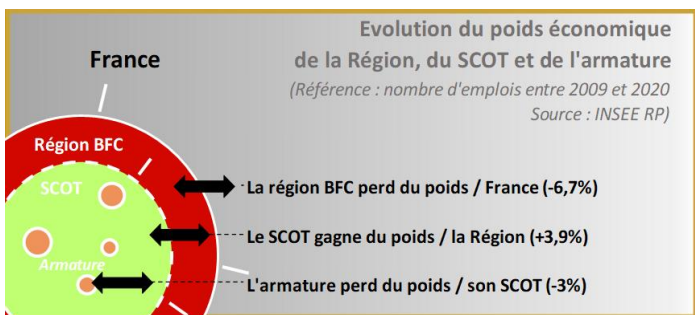 Evolution du poids économique
de la Région, du SCOT et de l'armature
(Référence : nombre d'emplois entre 2009 et 2020
Source : INSEE RP)
France
Région BFC
SCOT
Armature
La région BFC perd du poids / France (-6,7%)
Le SCOT gagne du poids / la Région (+3,9%)
L'armature perd du poids / son SCOT (-3%)